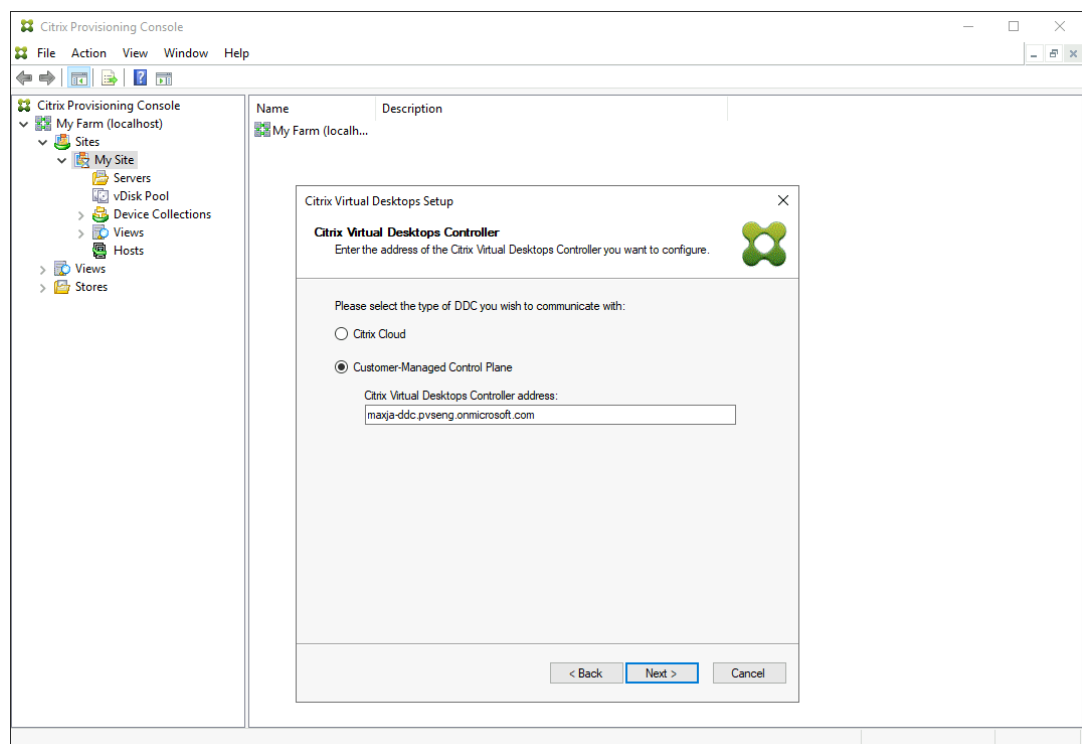 Citrix Provisioning Console
File Action View Window Help
Citrix Provisioning Console
My Farm (localhost)
Sites
My Site
Servers
vDisk Pool
Device Collections
Views
Hosts
Views
Stores
Name Description
My Farm (localh...
Citrix Virtual Desktops Setup
Citrix Virtual Desktops Controller
Enter the address of the Citrix Virtual Desktops Controller you want to configure.
Please select the type of DDC you wish to communicate with:
Citrix Cloud
Customer-Managed Control Plane
Citrix Virtual Desktops Controller address:
maxja-ddc.pvseng.onmicrosoft.com
< Back Next > Cancel